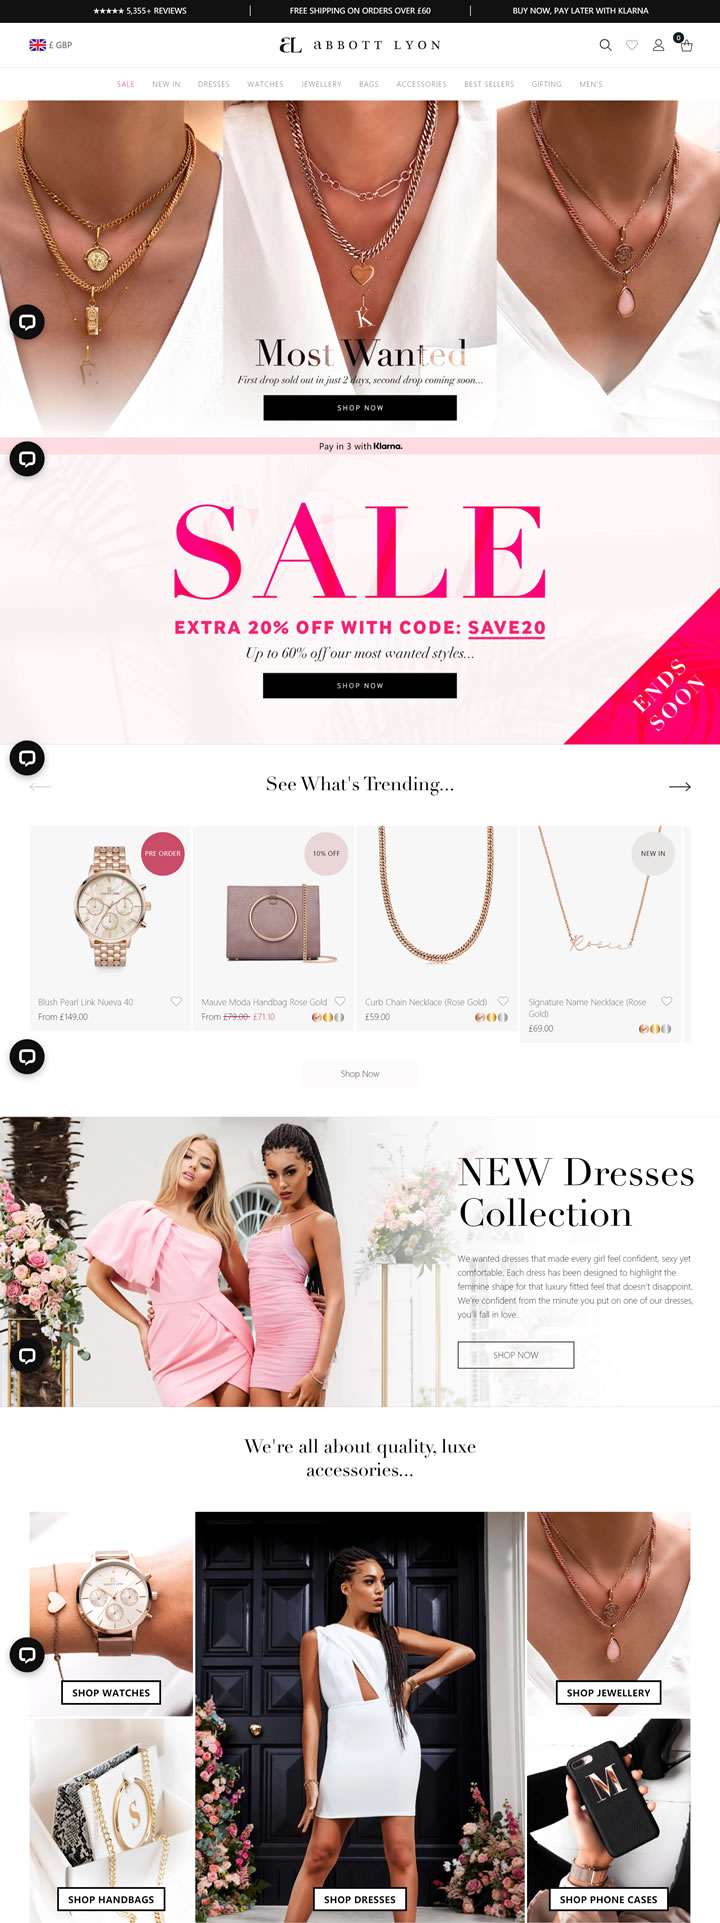 ★★★★★ 5,355+ REVIEWS
FREE SHIPPING ON ORDERS OVER £60
BUY NOW, PAY LATER WITH KLARNA
£ GBP
AL ABBOTT LYON
0
SALE NEW IN DRESSES WATCHES JEWELLERY BAGS ACCESSORIES BEST SELLERS GIFTING MEN'S
K
Most Wanted
First drop sold out in just 2 days, second drop coming soon...
SHOP NOW
Pay in 3 with Klarna.
SALE
EXTRA 20% OFF WITH CODE: SAVE20
Up to 60% off our most wanted styles...
SHOP NOW
ENDS
SOON
See What's Trending...
PRE ORDER
10% OFF
NEW IN
Rosie
Blush Pearl Link Nueva 40
From £149.00
Mauve Moda Handbag Rose Gold
From £79.00 £71.10
Curb Chain Necklace (Rose Gold)
£59.00
Signature Name Necklace (Rose
Gold)
£69.00
Shop Now
NEW Dresses
Collection
We wanted dresses that made every girl feel confident, sexy yet
comfortable. Each dress has been designed to highlight the
feminine shape for that luxury fitted feel that doesn't disappoint.
We're confident from the minute you put on one of our dresses,
you'll fall in love.
SHOP NOW
We're all about quality, luxe
accessories...
SHOP WATCHES
SHOP JEWELLERY
S
M
SHOP HANDBAGS
SHOP DRESSES
SHOP PHONE CASES